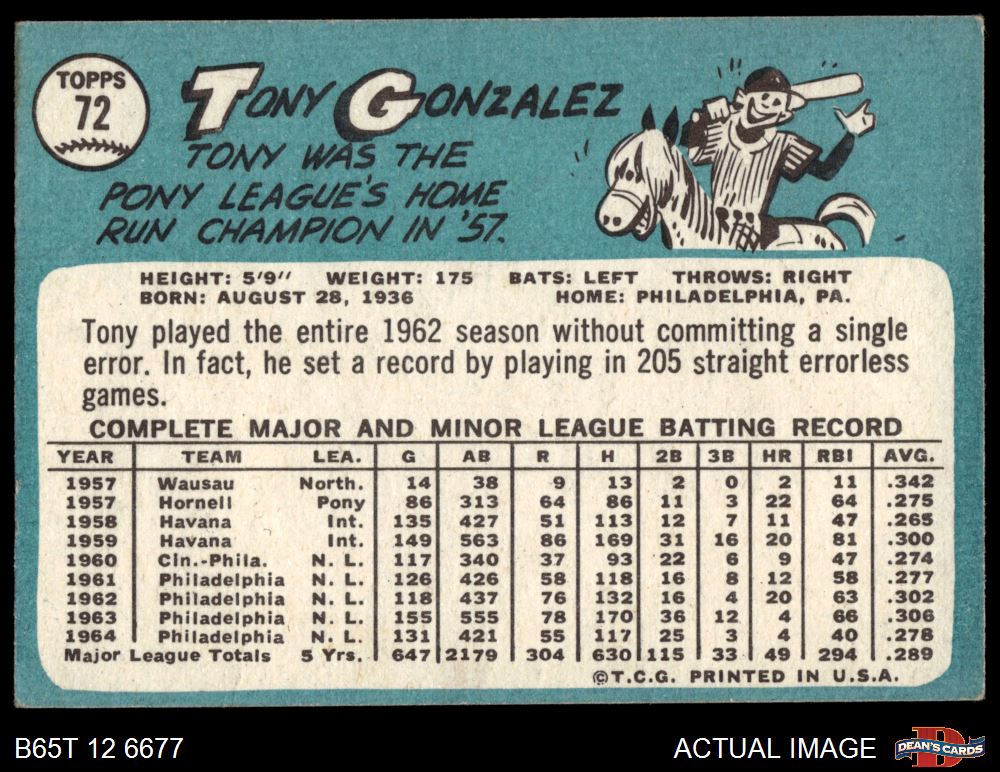 TOPPS
72
TONY GONZALEZ
TONY WAS THE
PONY LEAGUE'S HOME
RUN CHAMPION IN '57.
HEIGHT: 5'9" WEIGHT: 175 BATS: LEFT THROWS: RIGHT
BORN: AUGUST 28, 1936 HOME: PHILADELPHIA, PA.
Tony played the entire 1962 season without committing a single
error. In fact, he set a record by playing in 205 straight errorless
games.
COMPLETE MAJOR AND MINOR LEAGUE BATTING RECORD
YEAR TEAM LEA. G AB R H 2B 3B HR RBI AVG.
1957 Wausau North. 14 38 9 13 2 0 2 11 .342
1957 Hornell Pony 86 313 64 86 11 3 22 64 .275
1958 Havana Int. 135 427 51 113 12 7 11 47 .265
1959 Havana Int. 149 563 86 169 31 16 20 81 .300
1960 Cin.-Phila. N. L. 117 340 37 93 22 6 9 47 .274
1961 Philadelphia N. L. 126 426 58 118 16 8 12 58 .277
1962 Philadelphia N. L. 118 437 76 132 16 4 20 63 .302
1963 Philadelphia N. L. 155 555 78 170 36 12 4 66 .306
1964 Philadelphia N. L. 131 421 55 117 25 3 4 40 .278
Major League Totals 5 Yrs. 647 2179 304 630 115 33 49 294 .289
©T.C.G. PRINTED IN U.S.A.
B65T 12 6677 ACTUAL IMAGE
D
DEAN'S CARDS